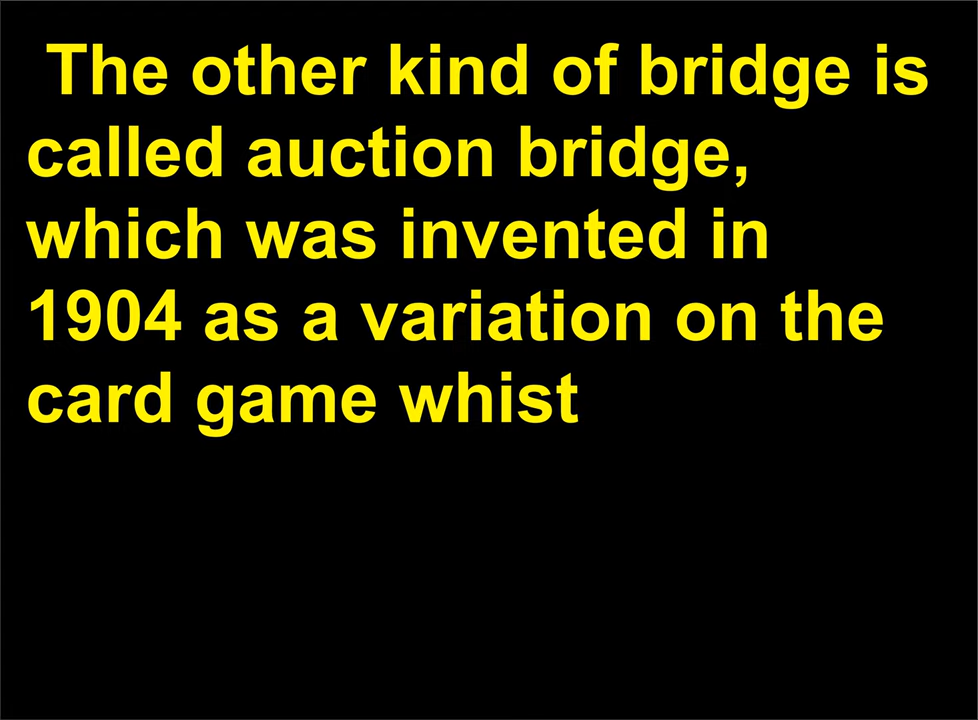 The other kind of bridge is
called auction bridge,
which was invented in
1904 as a variation on the
card game whist